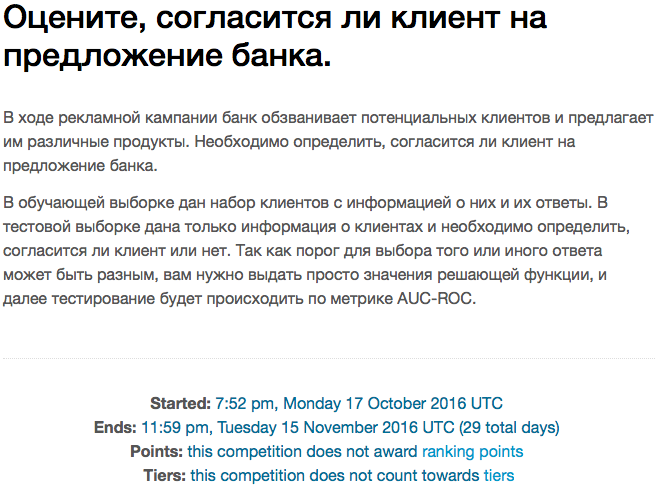 Оцените, согласится ли клиент на
предложение банка.
В ходе рекламной кампании банк обзванивает потенциальных клиентов и предлагает
им различные продукты. Необходимо определить, согласится ли клиент на
предложение банка.
В обучающей выборке дан набор клиентов с информацией о них и их ответы. В
тестовой выборке дана только информация о клиентах и необходимо определить,
согласится ли клиент или нет. Так как порог для выбора того или иного ответа
может быть разным, вам нужно выдать просто значения решающей функции, и
далее тестирование будет происходить по метрике AUC-ROC.
Started: 7:52 pm, Monday 17 October 2016 UTC
Ends: 11:59 pm, Tuesday 15 November 2016 UTC (29 total days)
Points: this competition does not award ranking points
Tiers: this competition does not count towards tiers